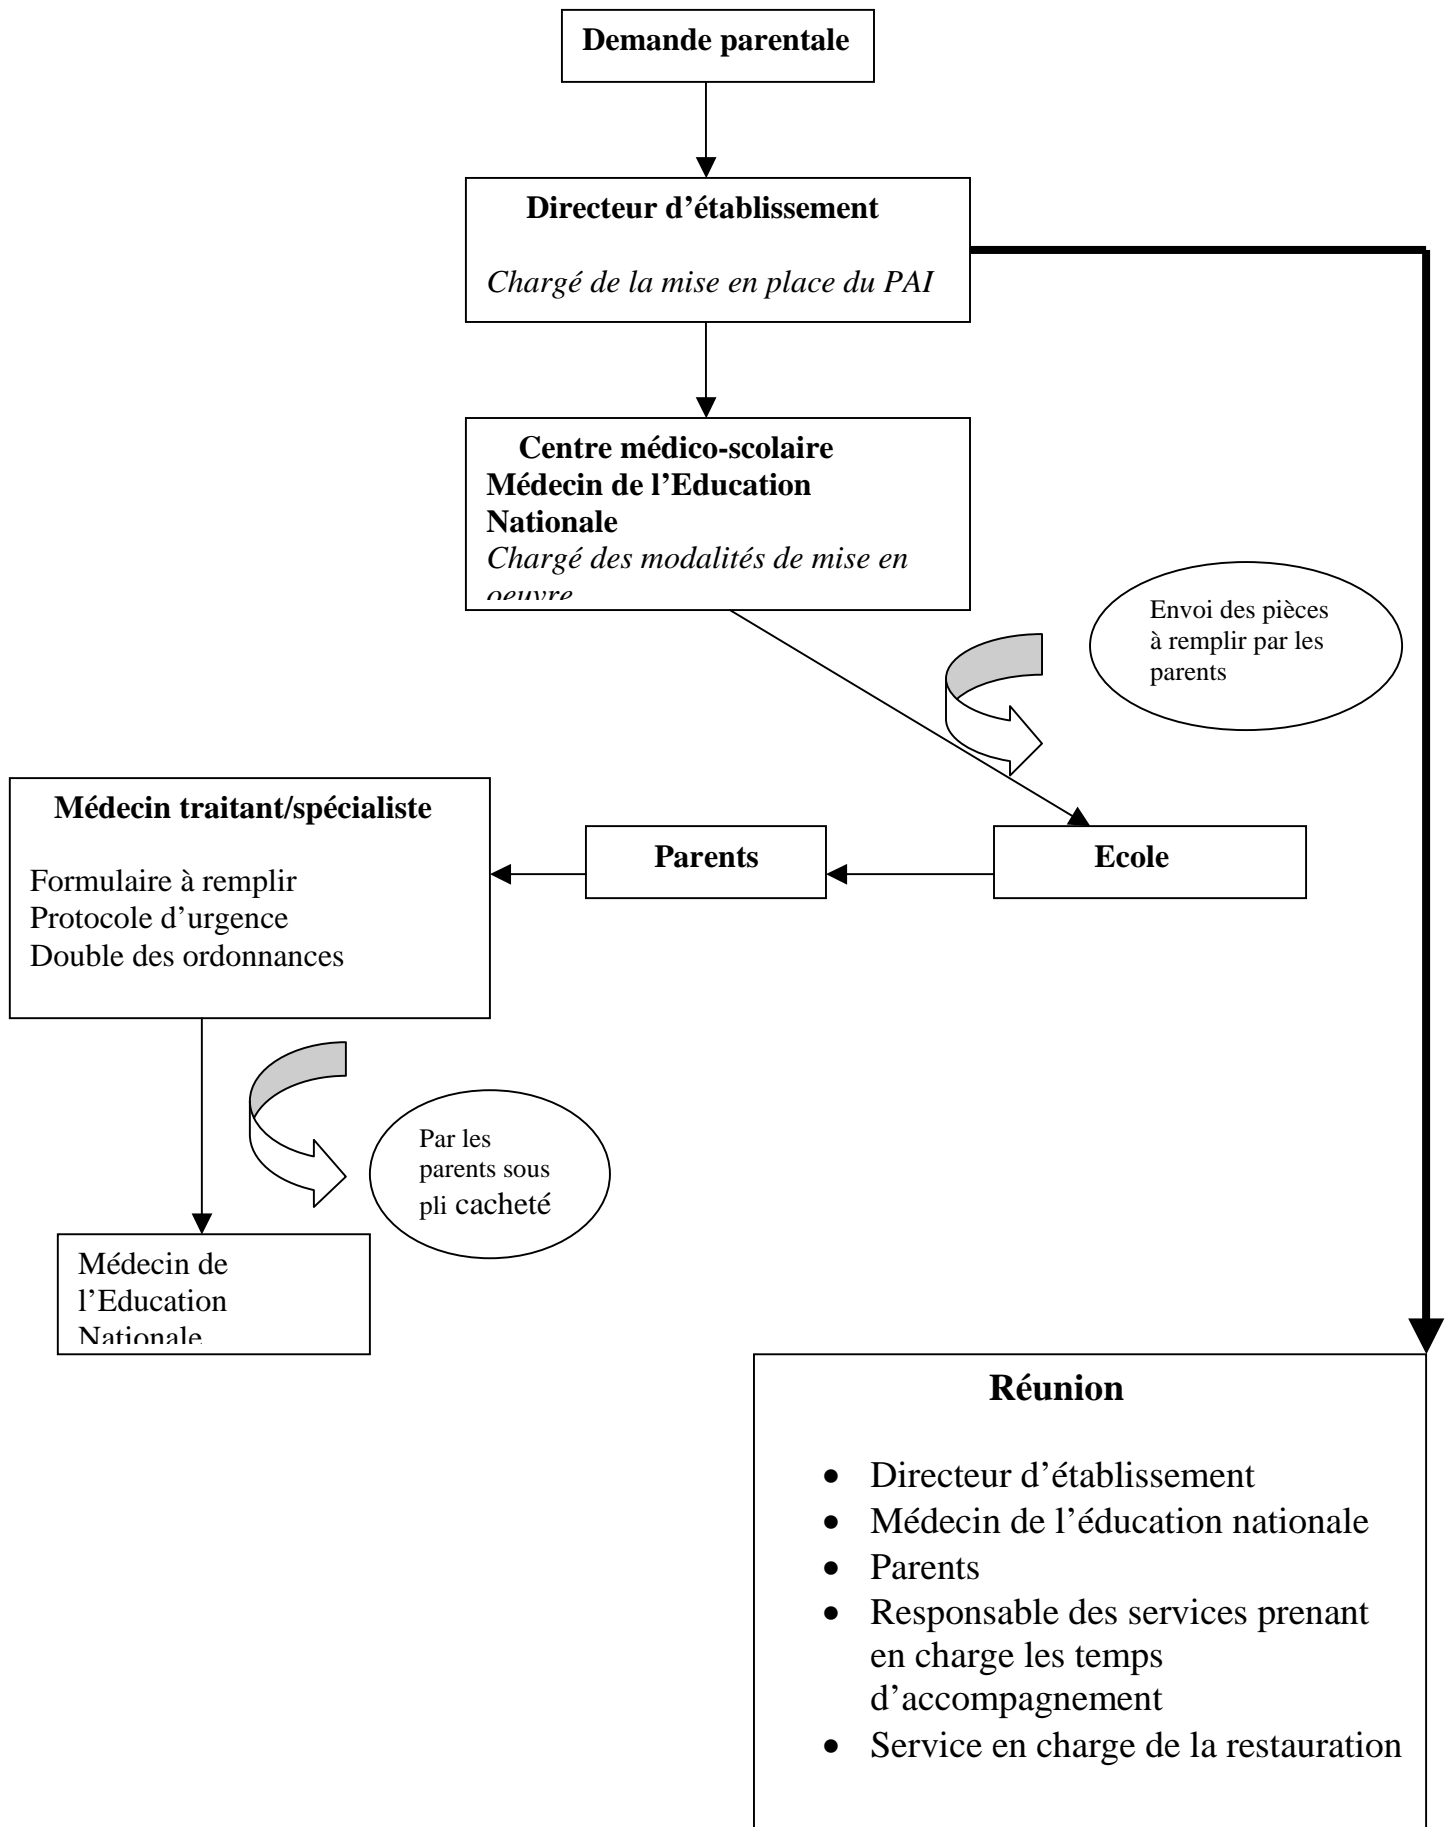 Demande parentale
Directeur d’établissement
Chargé de la mise en place du PAI
Centre médico-scolaire
Médecin de l’Education
Nationale
Chargé des modalités de mise en
oeuvre
Envoi des pièces
à remplir par les
parents
Médecin traitant/spécialiste
Formulaire à remplir
Protocole d’urgence
Double des ordonnances
Parents
Ecole
Par les
parents sous
pli cacheté
Médecin de
l’Education
Nationale
Réunion
• Directeur d’établissement
• Médecin de l’éducation nationale
• Parents
• Responsable des services prenant
en charge les temps
d’accompagnement
• Service en charge de la restauration